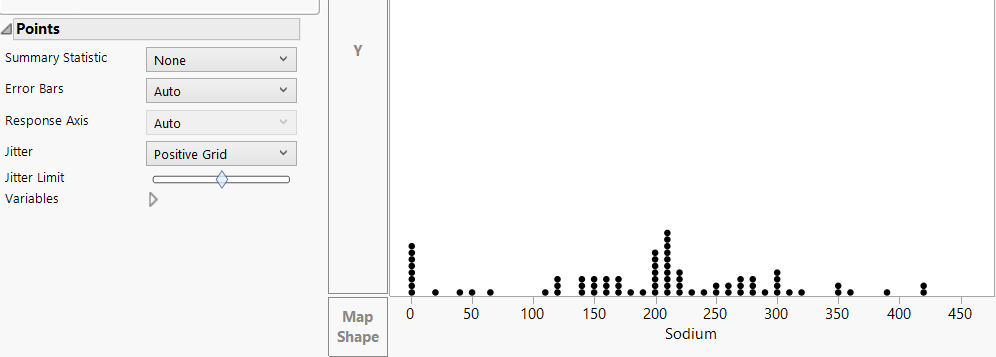 Points
Summary Statistic None
Error Bars Auto
Response Axis Auto
Jitter Positive Grid
Jitter Limit
Variables
Y
Map
Shape
0 50 100 150 200 250 300 350 400 450
Sodium